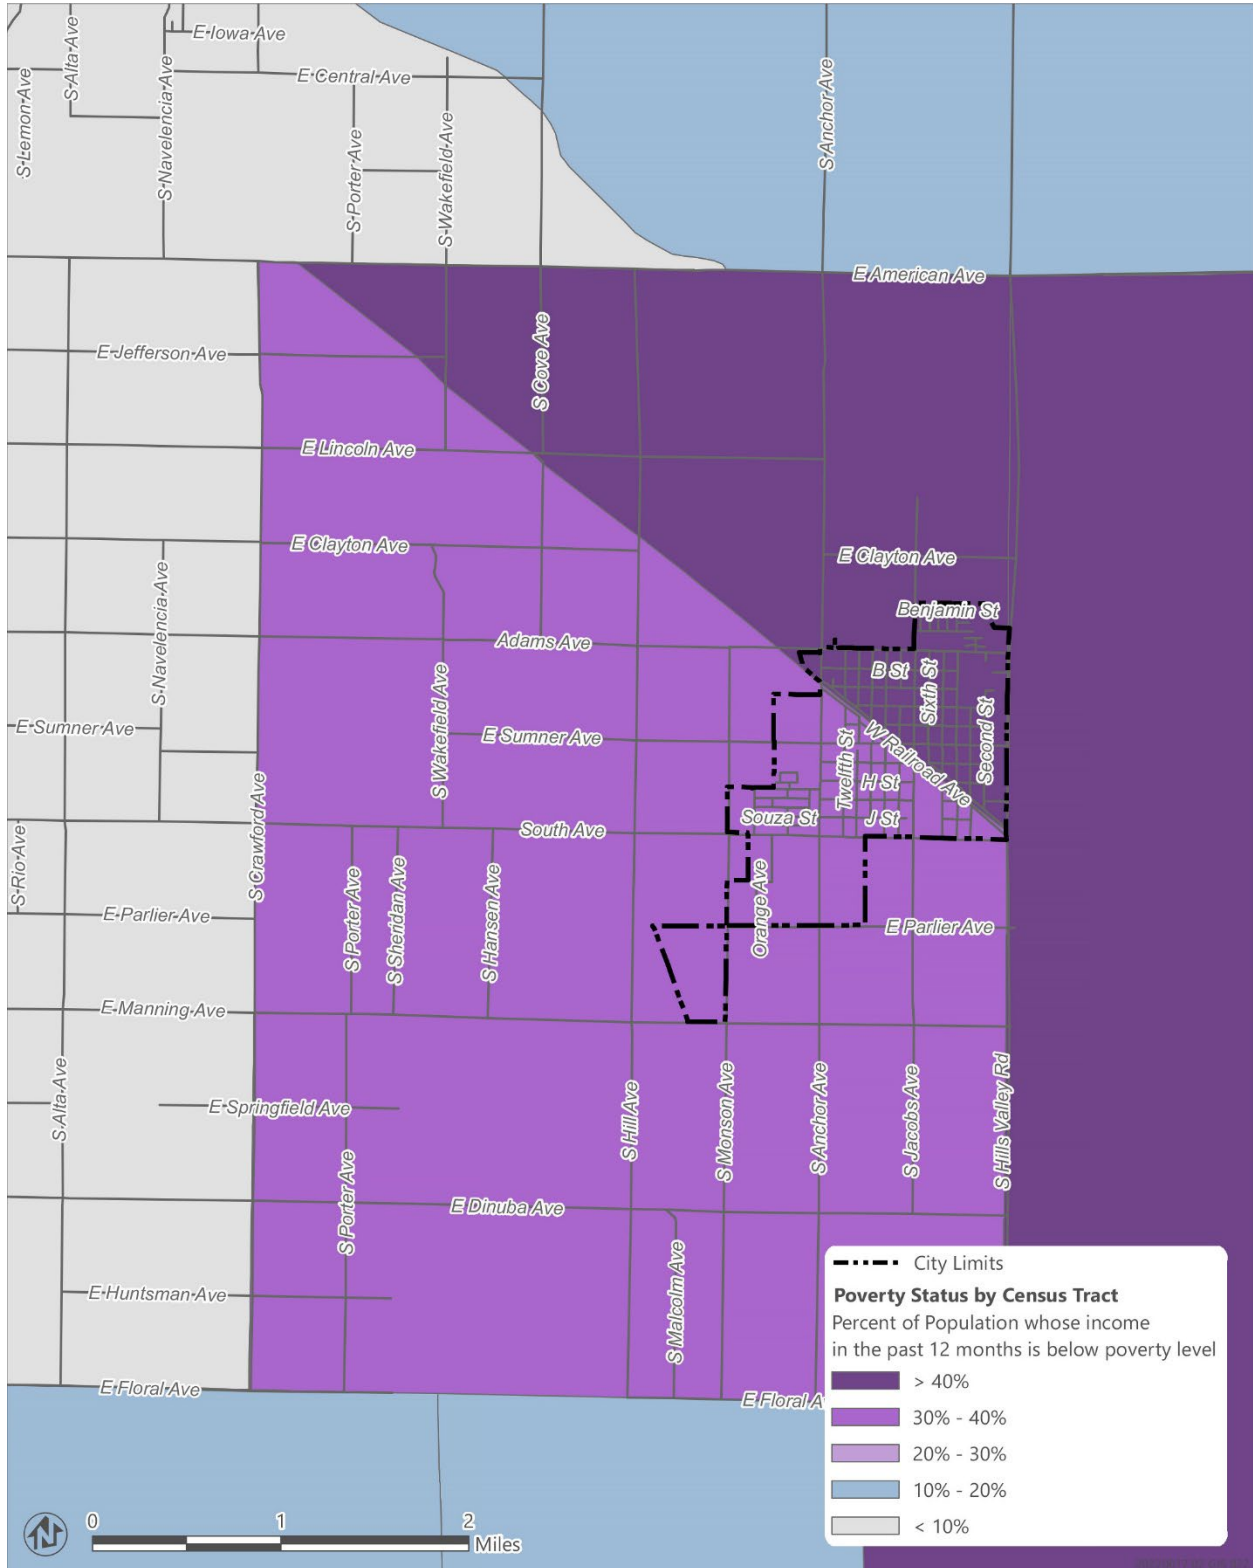 E Iowa Ave
E Central Ave
S Lemon Ave
S Alta Ave
S Navelencia Ave
S Porter Ave
S Wakefield Ave
S Anchor Ave
E American Ave
E Jefferson Ave
S Cove Ave
E Lincoln Ave
E Clayton Ave
E Clayton Ave
S Navelencia Ave
Benjamin St
Adams Ave
B St
Sixth St
S Wakefield Ave
E Sumner Ave
E Sumner Ave
Twelfth St
W Railroad Ave
Second St
H St
S Crawford Ave
Souza St
J St
South Ave
S Rio Ave
E Parlier Ave
S Porter Ave
S Sheridan Ave
S Hansen Ave
Orange Ave
E Parlier Ave
E Manning Ave
S Alta Ave
E Springfield Ave
S Hill Ave
S Monson Ave
S Anchor Ave
S Jacobs Ave
S Hills Valley Rd
S Porter Ave
E Dinuba Ave
E Huntsman Ave
S Malcolm Ave
E Floral Ave
E Floral A
City Limits
Poverty Status by Census Tract
Percent of Population whose income
in the past 12 months is below poverty level
> 40%
30% - 40%
20% - 30%
10% - 20%
< 10%
N
0 1 2
Miles